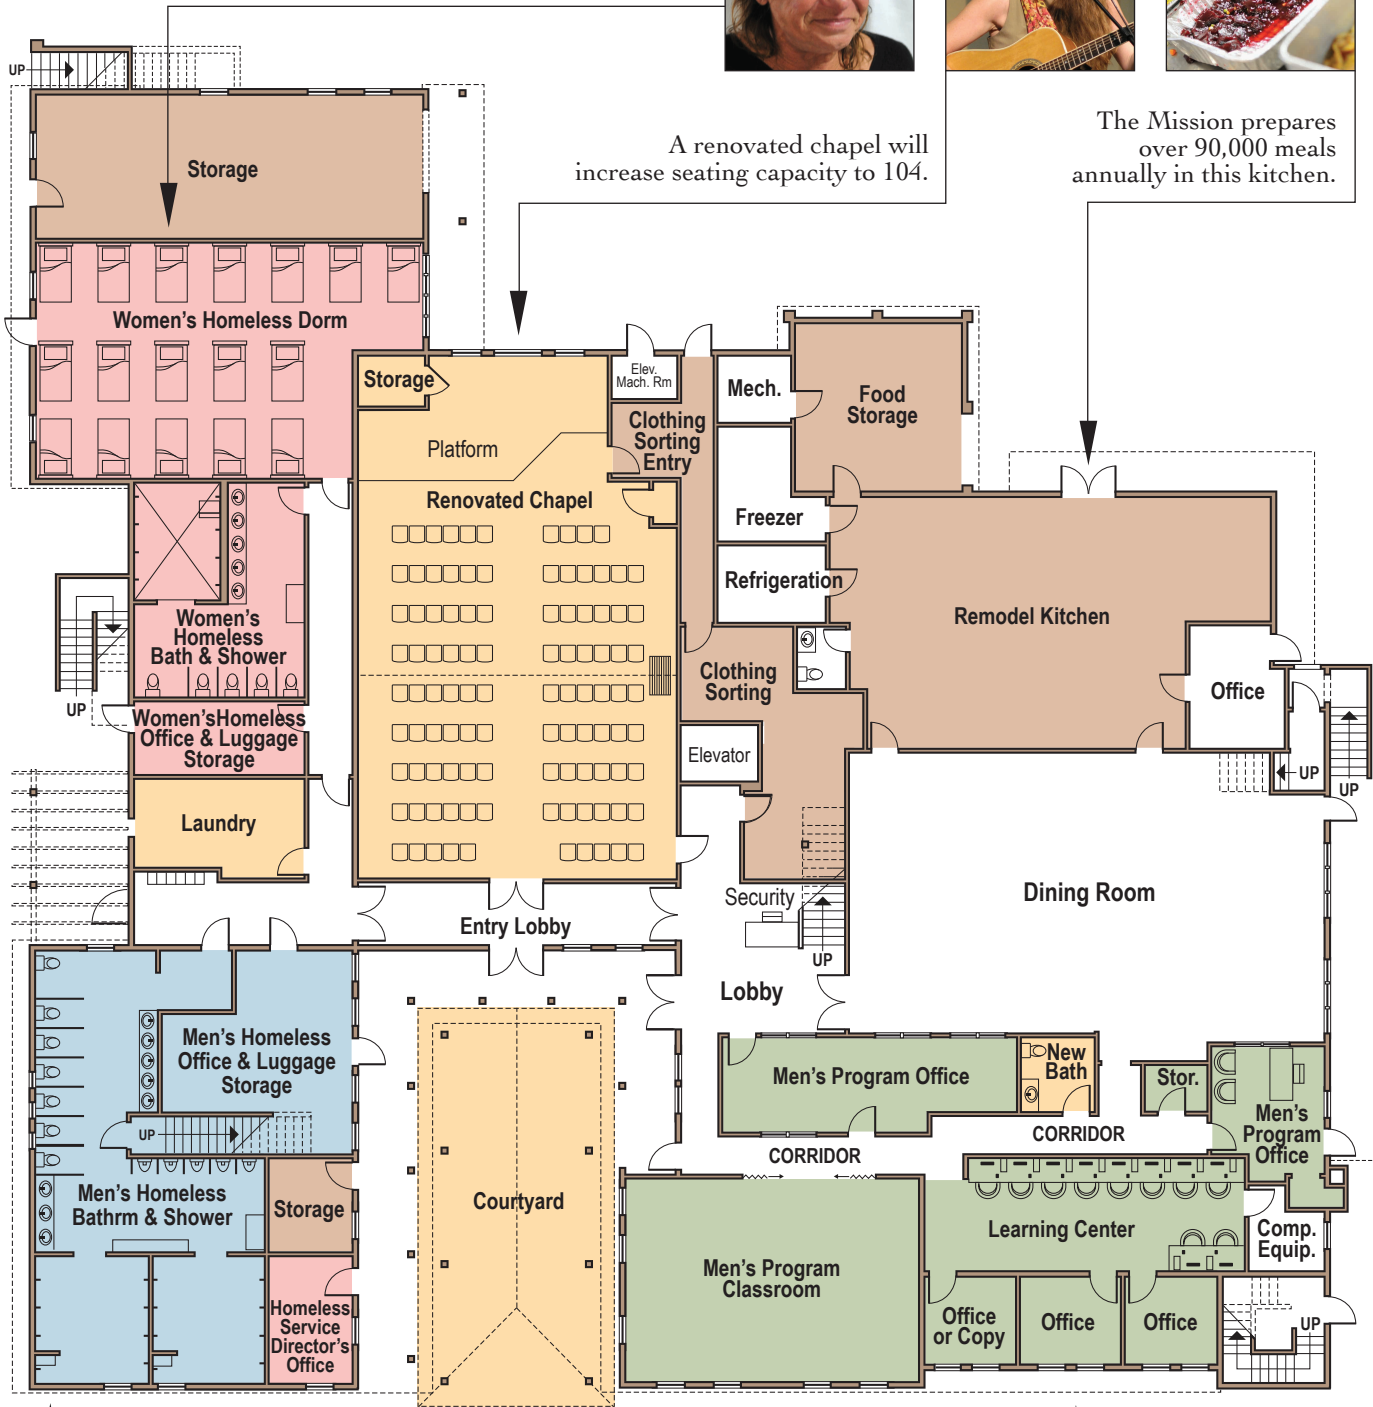 A renovated chapel will
increase seating capacity to 104.
The Mission prepares
over 90,000 meals
annually in this kitchen.
UP
Storage
Women's Homeless Dorm
Storage
Platform
Renovated Chapel
Elev.
Mach. Rm
Clothing
Sorting
Entry
Mech.
Food
Storage
Freezer
Refrigeration
Remodel Kitchen
Women's
Homeless
Bath & Shower
UP
Women'sHomeless
Office & Luggage
Storage
Clothing
Sorting
Elevator
Office
UP
UP
Laundry
Dining Room
Security
UP
Entry Lobby
Lobby
Men's Homeless
Office & Luggage
Storage
UP
Men's Homeless
Bathrm & Shower
Storage
Homeless
Service
Director's
Office
Courtyard
Men's Program Office
New
Bath
Stor.
Men's
Program
Office
CORRIDOR
CORRIDOR
Learning Center
Comp.
Equip.
Men's Program
Classroom
Office
or Copy
Office
Office
UP